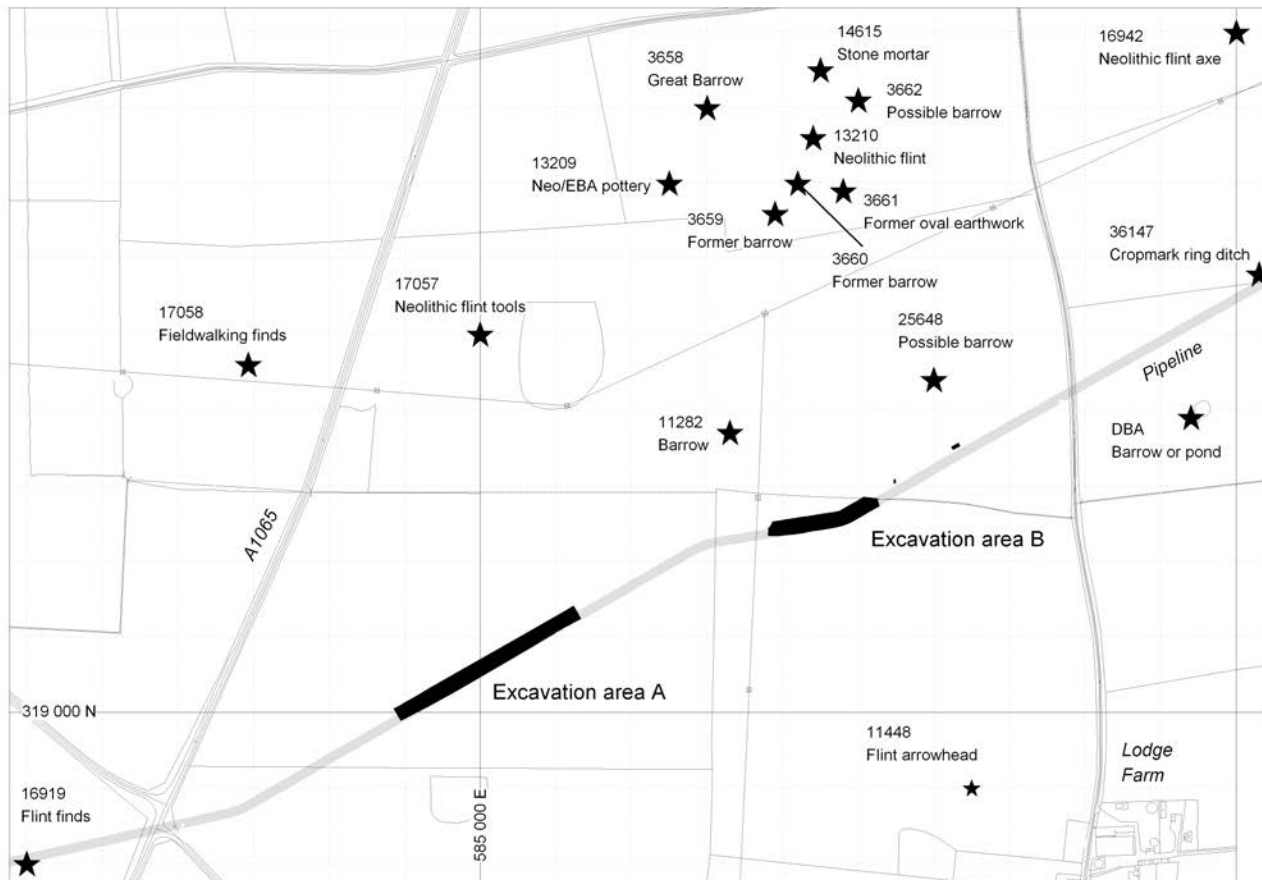 14615
Stone mortar
16942
Neolithic flint axe
3658
Great Barrow
3662
Possible barrow
13210
Neolithic flint
13209
Neo/EBA pottery
3661
Former oval earthwork
3659
Former barrow
3660
Former barrow
36147
Cropmark ring ditch
17057
Neolithic flint tools
17058
Fieldwalking finds
25648
Possible barrow
Pipeline
11282
Barrow
DBA
Barrow or pond
A1065
Excavation area B
Excavation area A
319 000 N
11448
Flint arrowhead
Lodge
Farm
16919
Flint finds
585 000 E